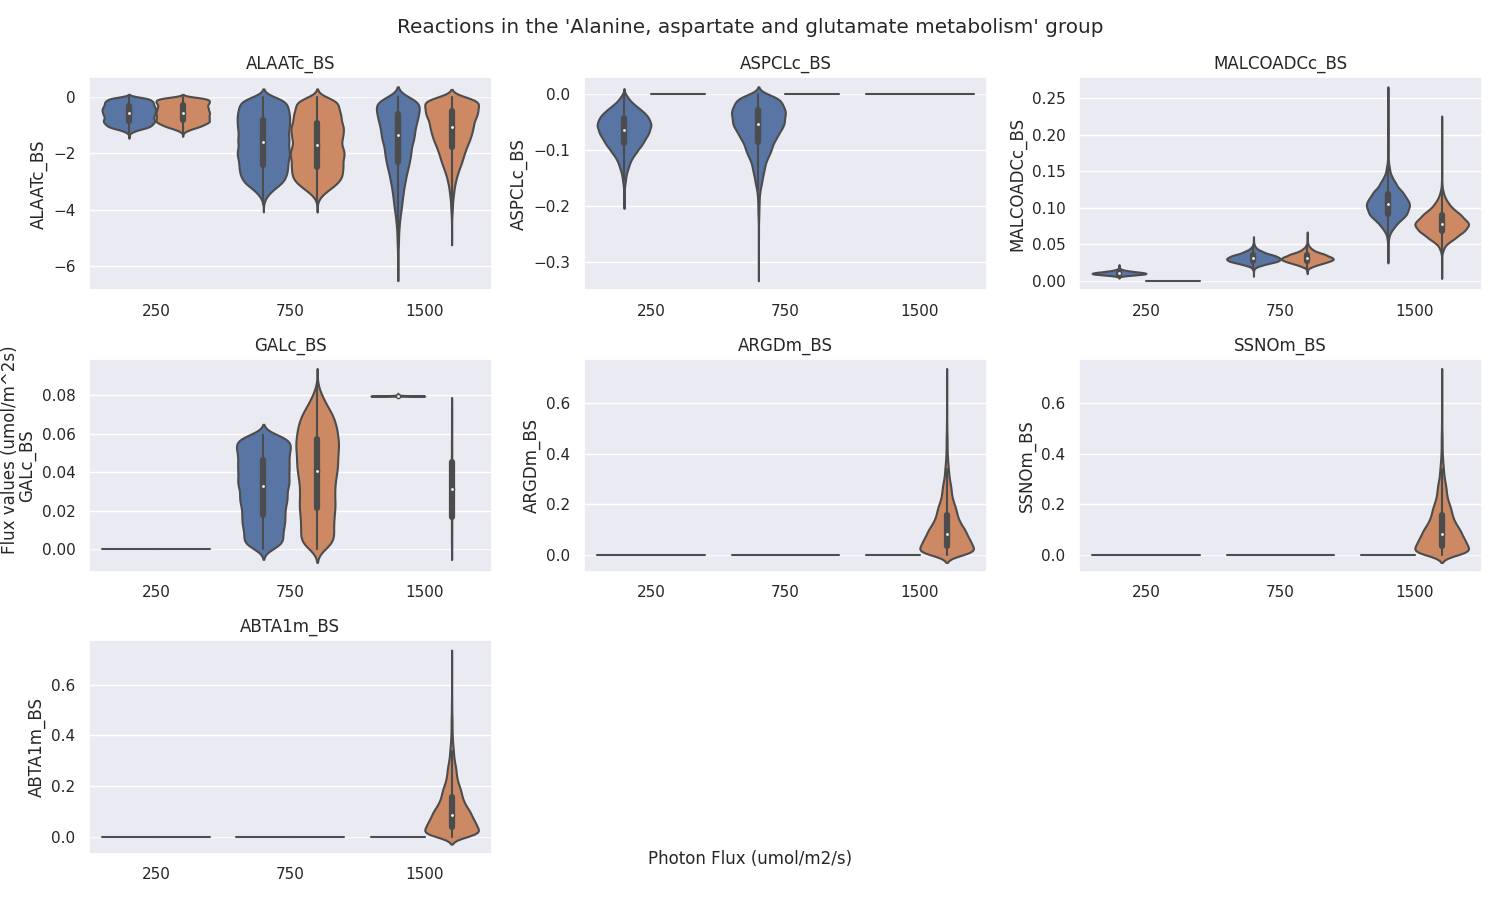 Reactions in the 'Alanine, aspartate and glutamate metabolism' group
ALAATc_BS
ALAATc_BS
0
−2
−4
−6
250 750 1500
ASPCLc_BS
ASPCLc_BS
0.0
−0.1
−0.2
−0.3
250 750 1500
MALCOADCc_BS
MALCOADCc_BS
0.25
0.20
0.15
0.10
0.05
0.00
250 750 1500
Flux values (umol/m^2s)
GALc_BS
GALc_BS
0.08
0.06
0.04
0.02
0.00
250 750 1500
ARGDm_BS
ARGDm_BS
0.6
0.4
0.2
0.0
250 750 1500
SSNOm_BS
SSNOm_BS
0.6
0.4
0.2
0.0
250 750 1500
ABTA1m_BS
ABTA1m_BS
0.6
0.4
0.2
0.0
250 750 1500
Photon Flux (umol/m2/s)